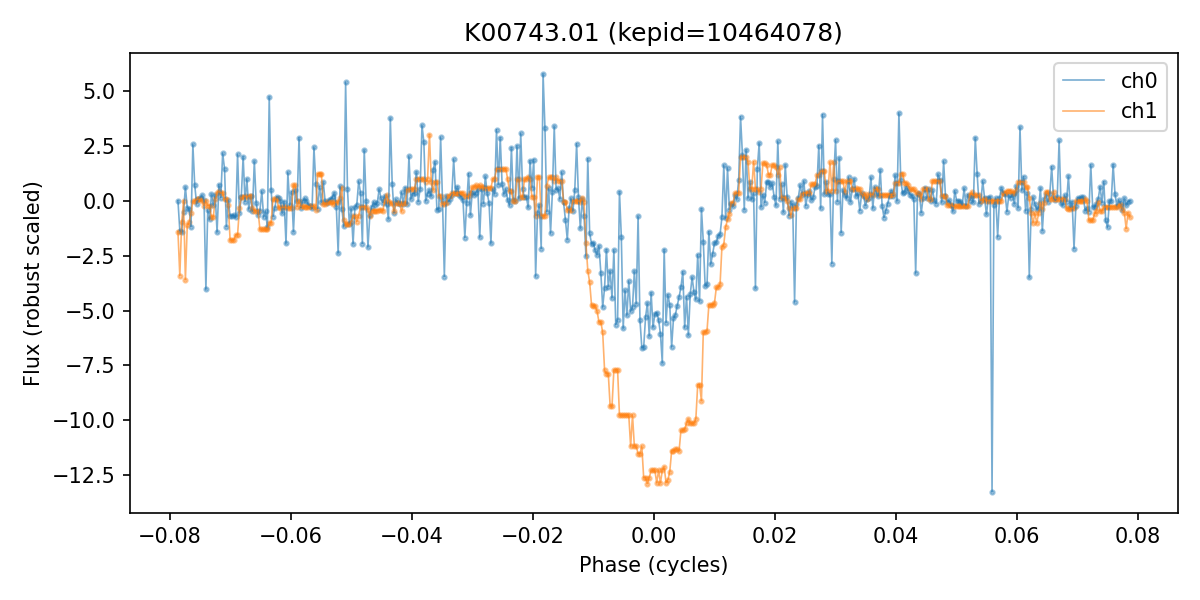 K00743.01 (kepid=10464078)
ch0
ch1
Flux (robust scaled)
5.0
2.5
0.0
−2.5
−5.0
−7.5
−10.0
−12.5
−0.08 −0.06 −0.04 −0.02 0.00 0.02 0.04 0.06 0.08
Phase (cycles)